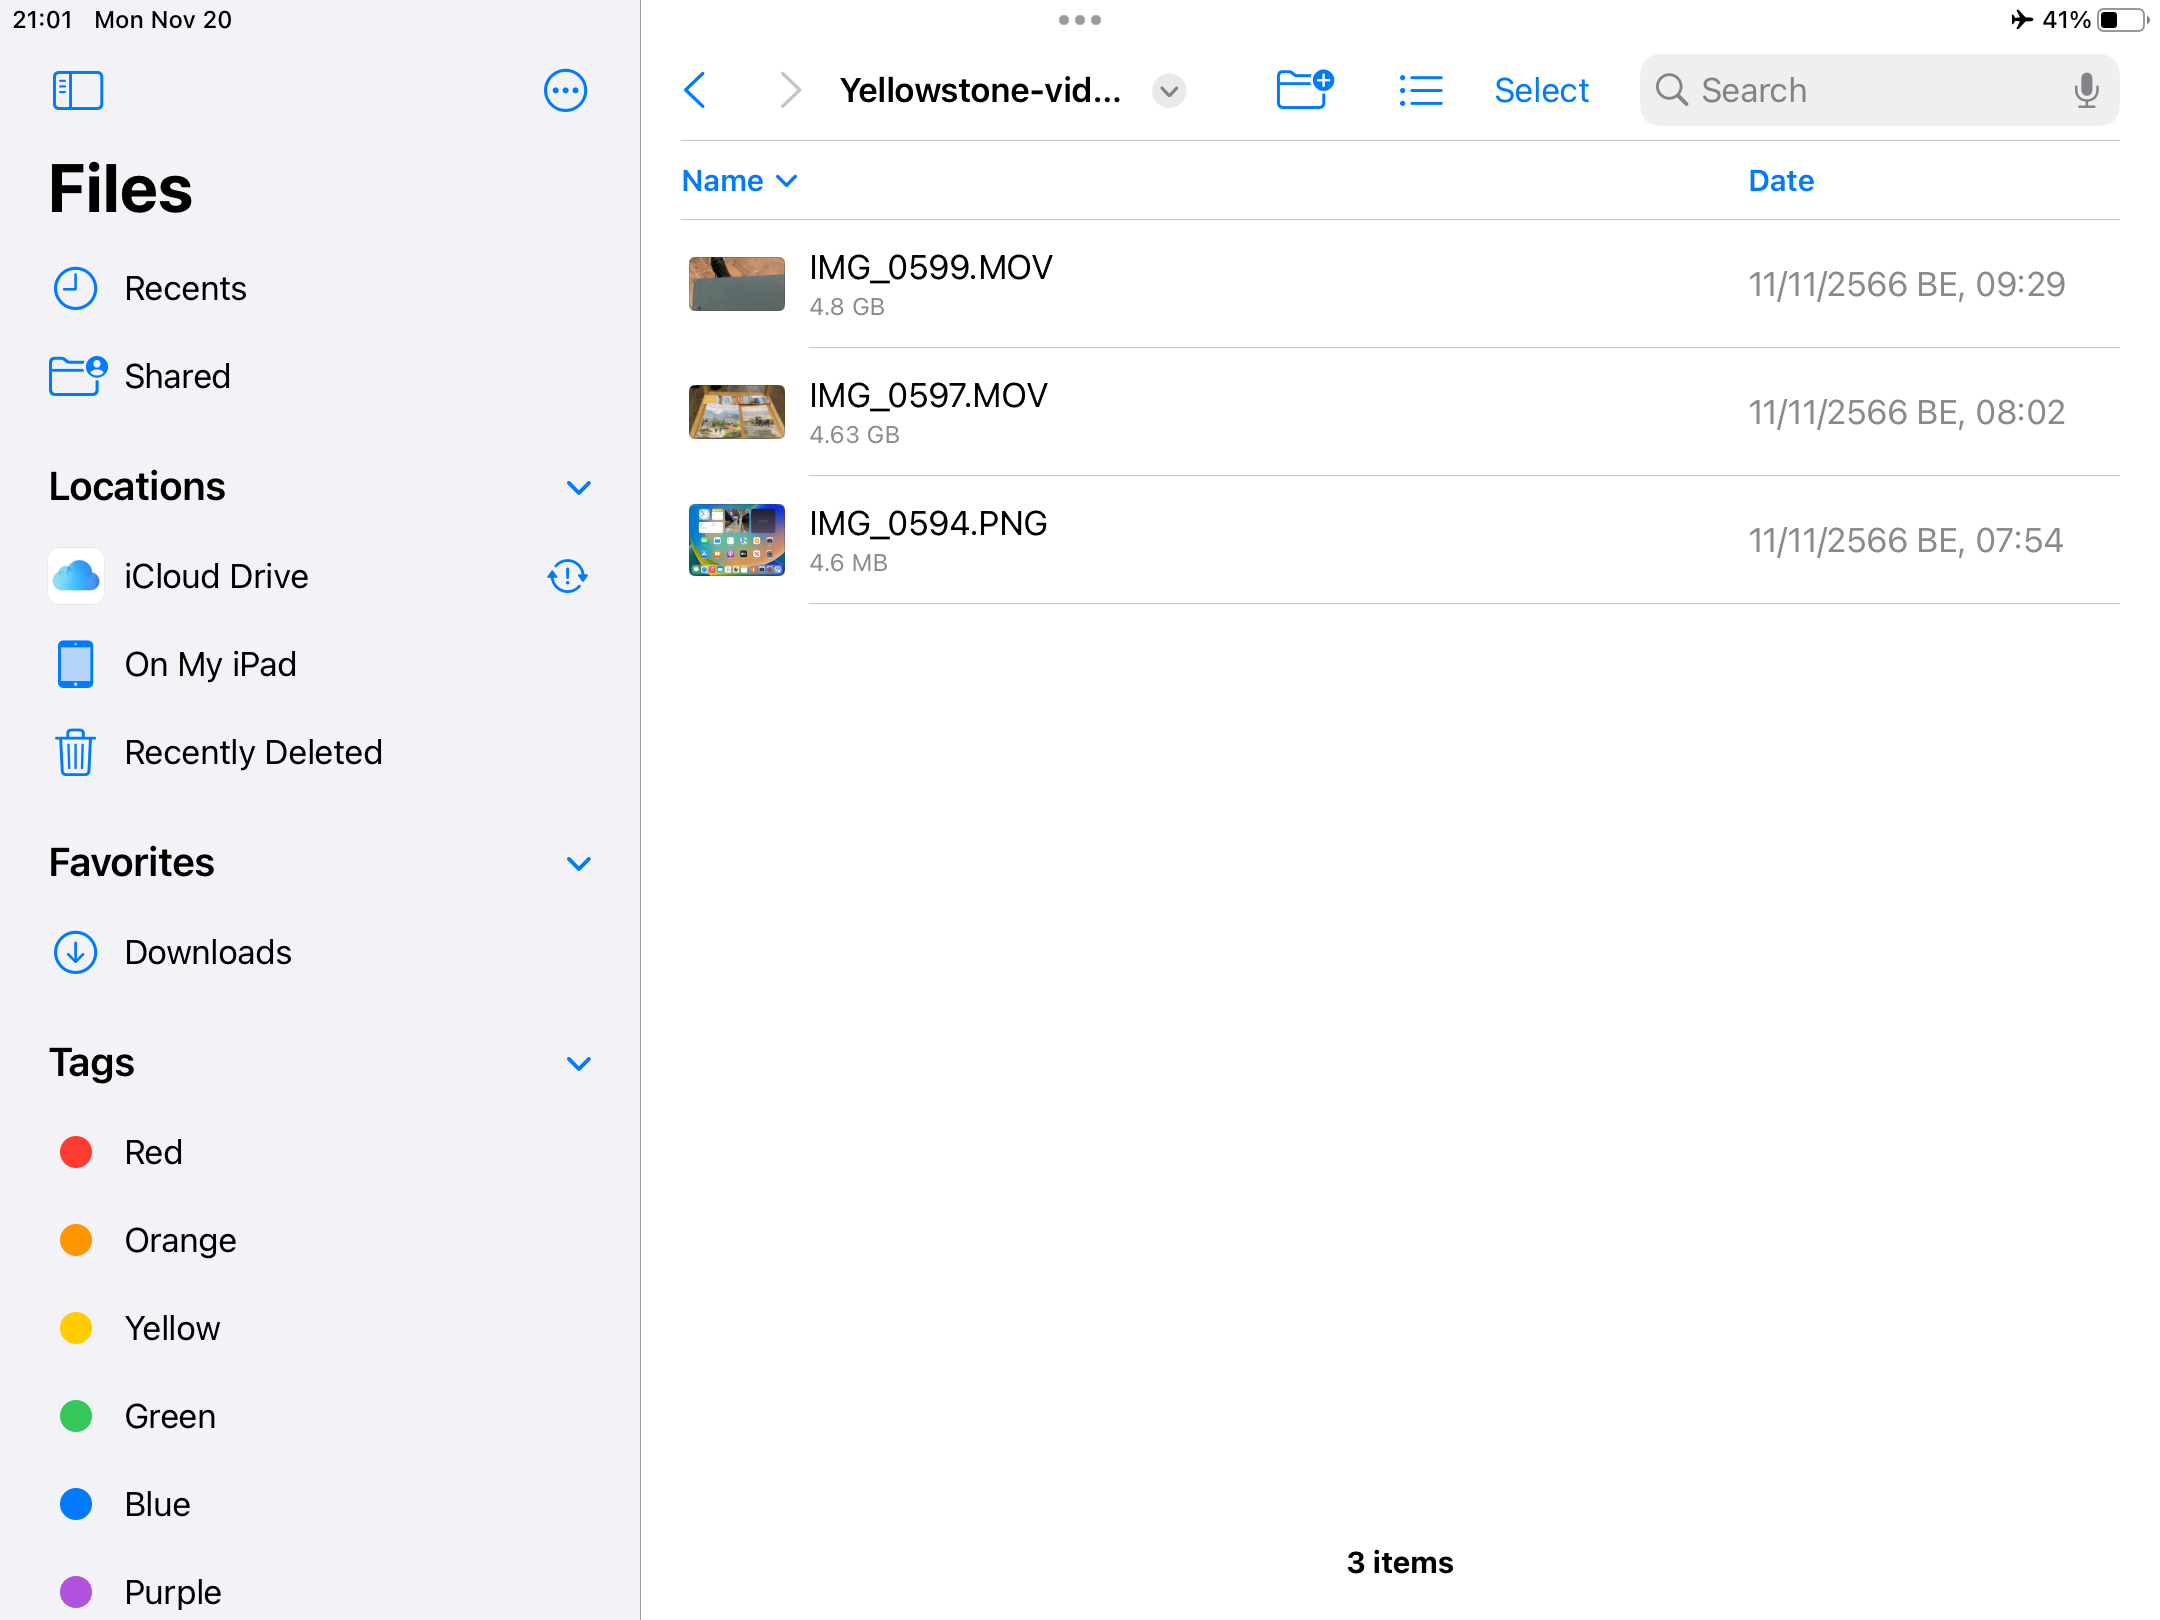 21:01 Mon Nov 20
41%
Files
Recents
Shared
Locations
iCloud Drive
On My iPad
Recently Deleted
Favorites
Downloads
Tags
Red
Orange
Yellow
Green
Blue
Purple
Yellowstone-vid...
Select
Search
Name
Date
IMG_0599.MOV
4.8 GB
11/11/2566 BE, 09:29
IMG_0597.MOV
4.63 GB
11/11/2566 BE, 08:02
IMG_0594.PNG
4.6 MB
11/11/2566 BE, 07:54
3 items